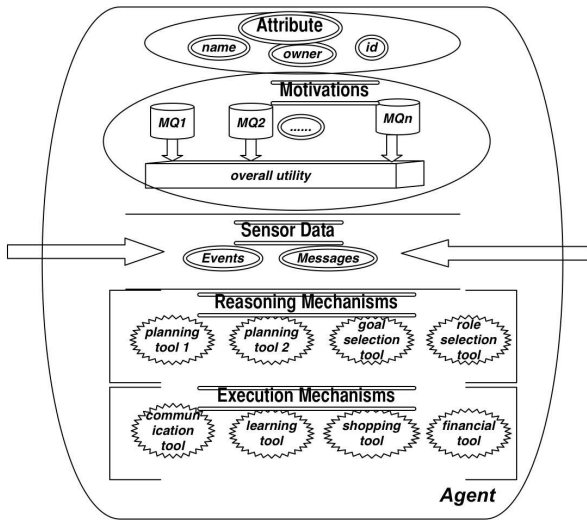 Attribute
name
owner
id
Motivations
MQ1
MQ2
......
MQn
overall utility
Sensor Data
Events
Messages
Reasoning Mechanisms
planning
tool 1
planning
tool 2
goal
selection
tool
role
selection
tool
Execution Mechanisms
commun
ication
tool
learning
tool
shopping
tool
financial
tool
Agent